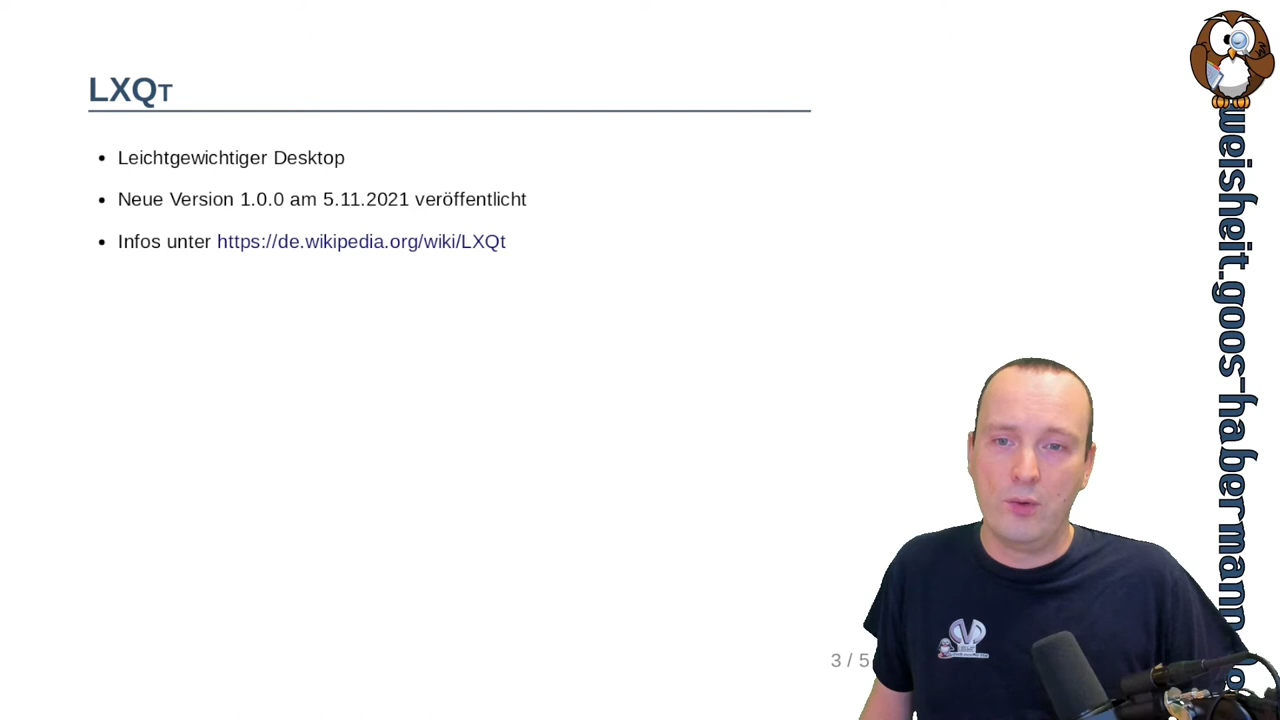 LXQT
Leichtgewichtiger Desktop
Neue Version 1.0.0 am 5.11.2021 veröffentlicht
Infos unter https://de.wikipedia.org/wiki/LXQt
3 / 5
weisheit.goos-habermann